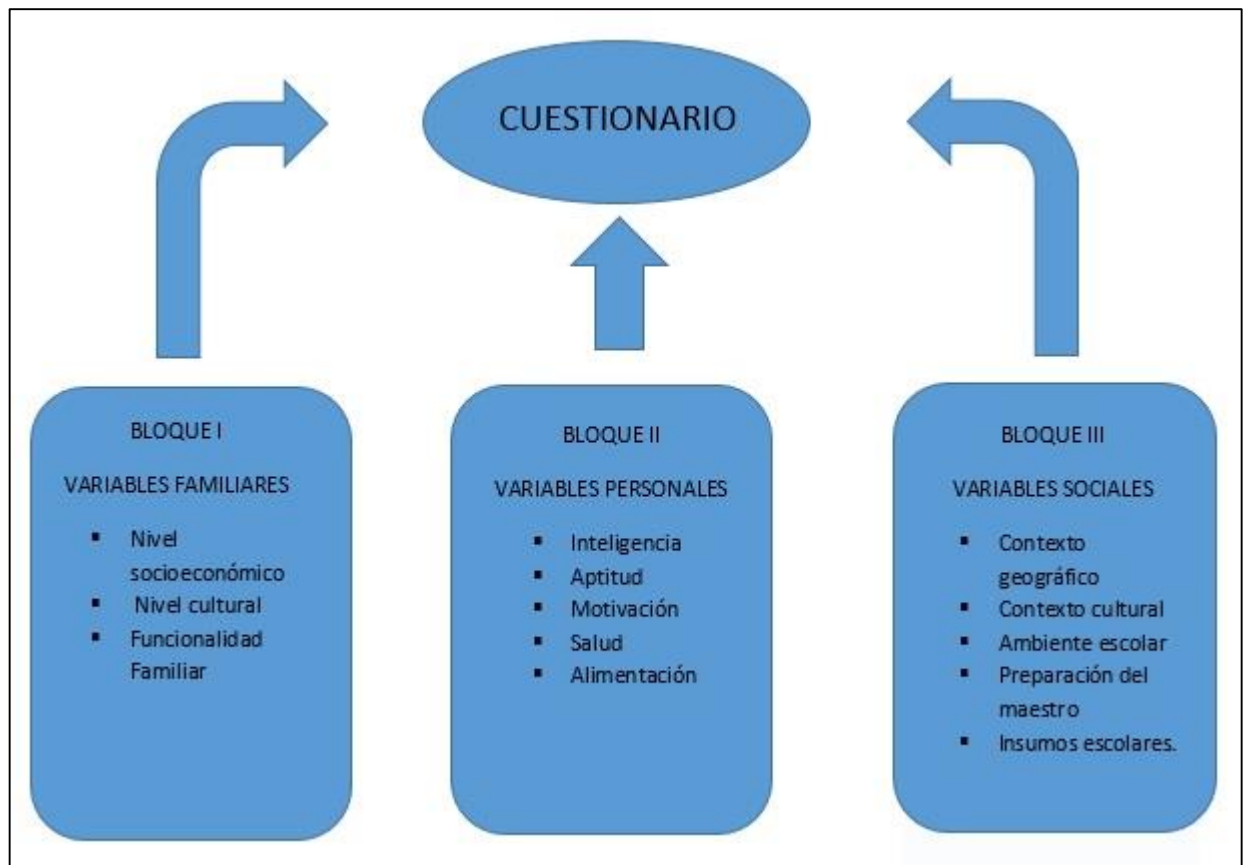 CUESTIONARIO
BLOQUE I
VARIABLES FAMILIARES
▪ Nivel
socioeconómico
▪ Nivel cultural
▪ Funcionalidad
Familiar
BLOQUE II
VARIABLES PERSONALES
▪ Inteligencia
▪ Aptitud
▪ Motivación
▪ Salud
▪ Alimentación
BLOQUE III
VARIABLES SOCIALES
▪ Contexto
geográfico
▪ Contexto cultural
▪ Ambiente escolar
▪ Preparación del
maestro
▪ Insumos escolares.